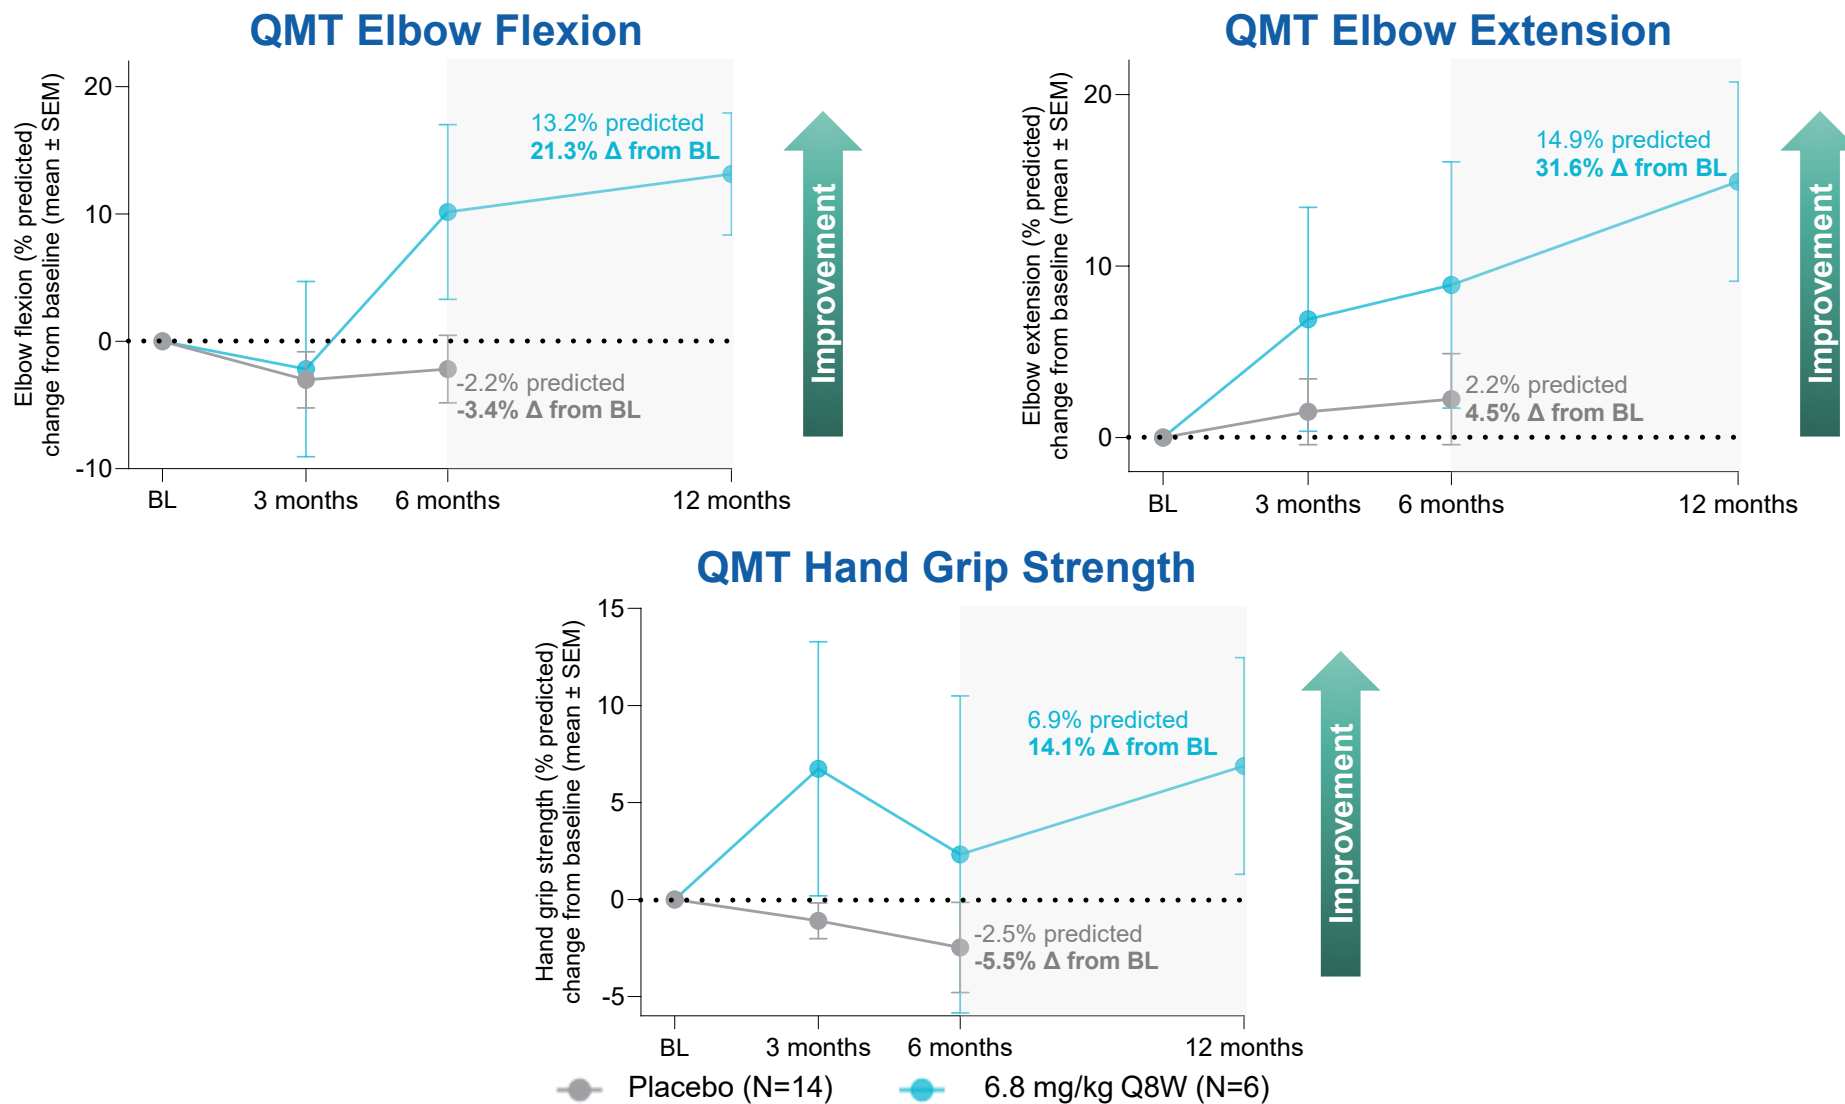 QMT Elbow Flexion
Elbow flexion (% predicted)
change from baseline (mean ± SEM)
20
10
0
-10
13.2% predicted
21.3% Δ from BL
-2.2% predicted
-3.4% Δ from BL
BL
3 months
6 months
12 months
Improvement
QMT Elbow Extension
Elbow extension (% predicted)
change from baseline (mean ± SEM)
20
10
0
14.9% predicted
31.6% Δ from BL
2.2% predicted
4.5% Δ from BL
BL
3 months
6 months
12 months
Improvement
QMT Hand Grip Strength
Hand grip strength (% predicted)
change from baseline (mean ± SEM)
15
10
5
0
-5
6.9% predicted
14.1% Δ from BL
-2.5% predicted
-5.5% Δ from BL
BL
3 months
6 months
12 months
Improvement
Placebo (N=14)
6.8 mg/kg Q8W (N=6)